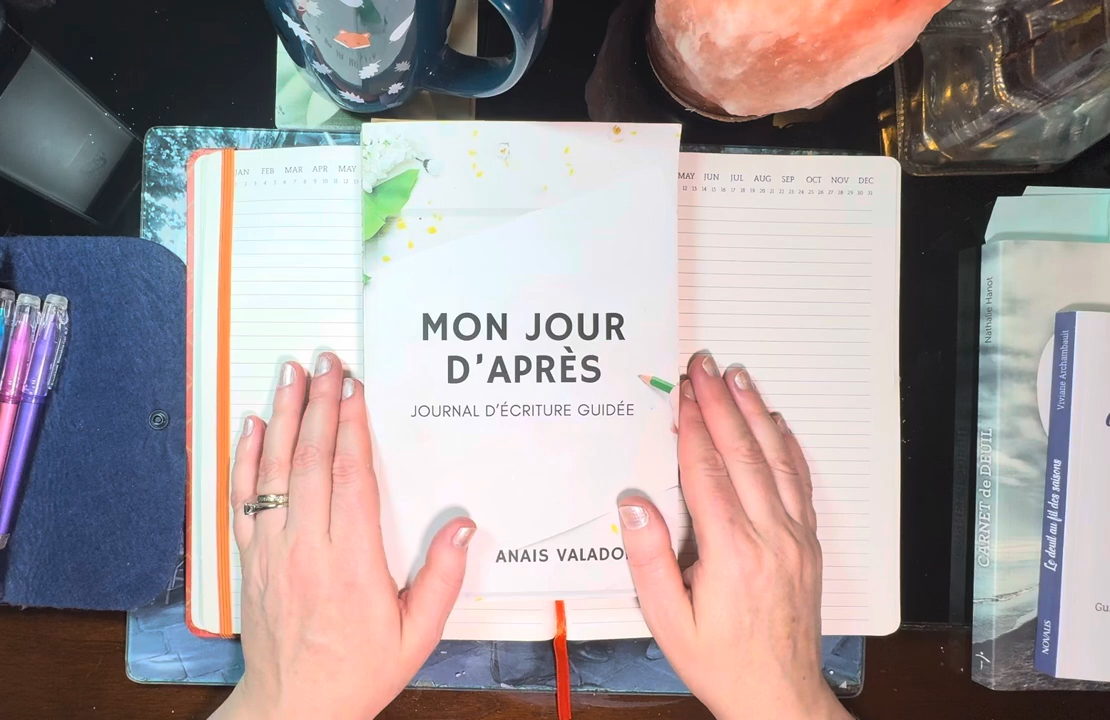 JAN FEB MAR APR MAY
MAY JUN JUL AUG SEP OCT NOV DEC
MON JOUR
D'APRÈS
JOURNAL D'ÉCRITURE GUIDÉE
ANAIS VALADO
Nathalie Hanot
CARNET de DEUIL
Viviane Archambault
Le deuil au fil des saisons
NOVALIS
Gu